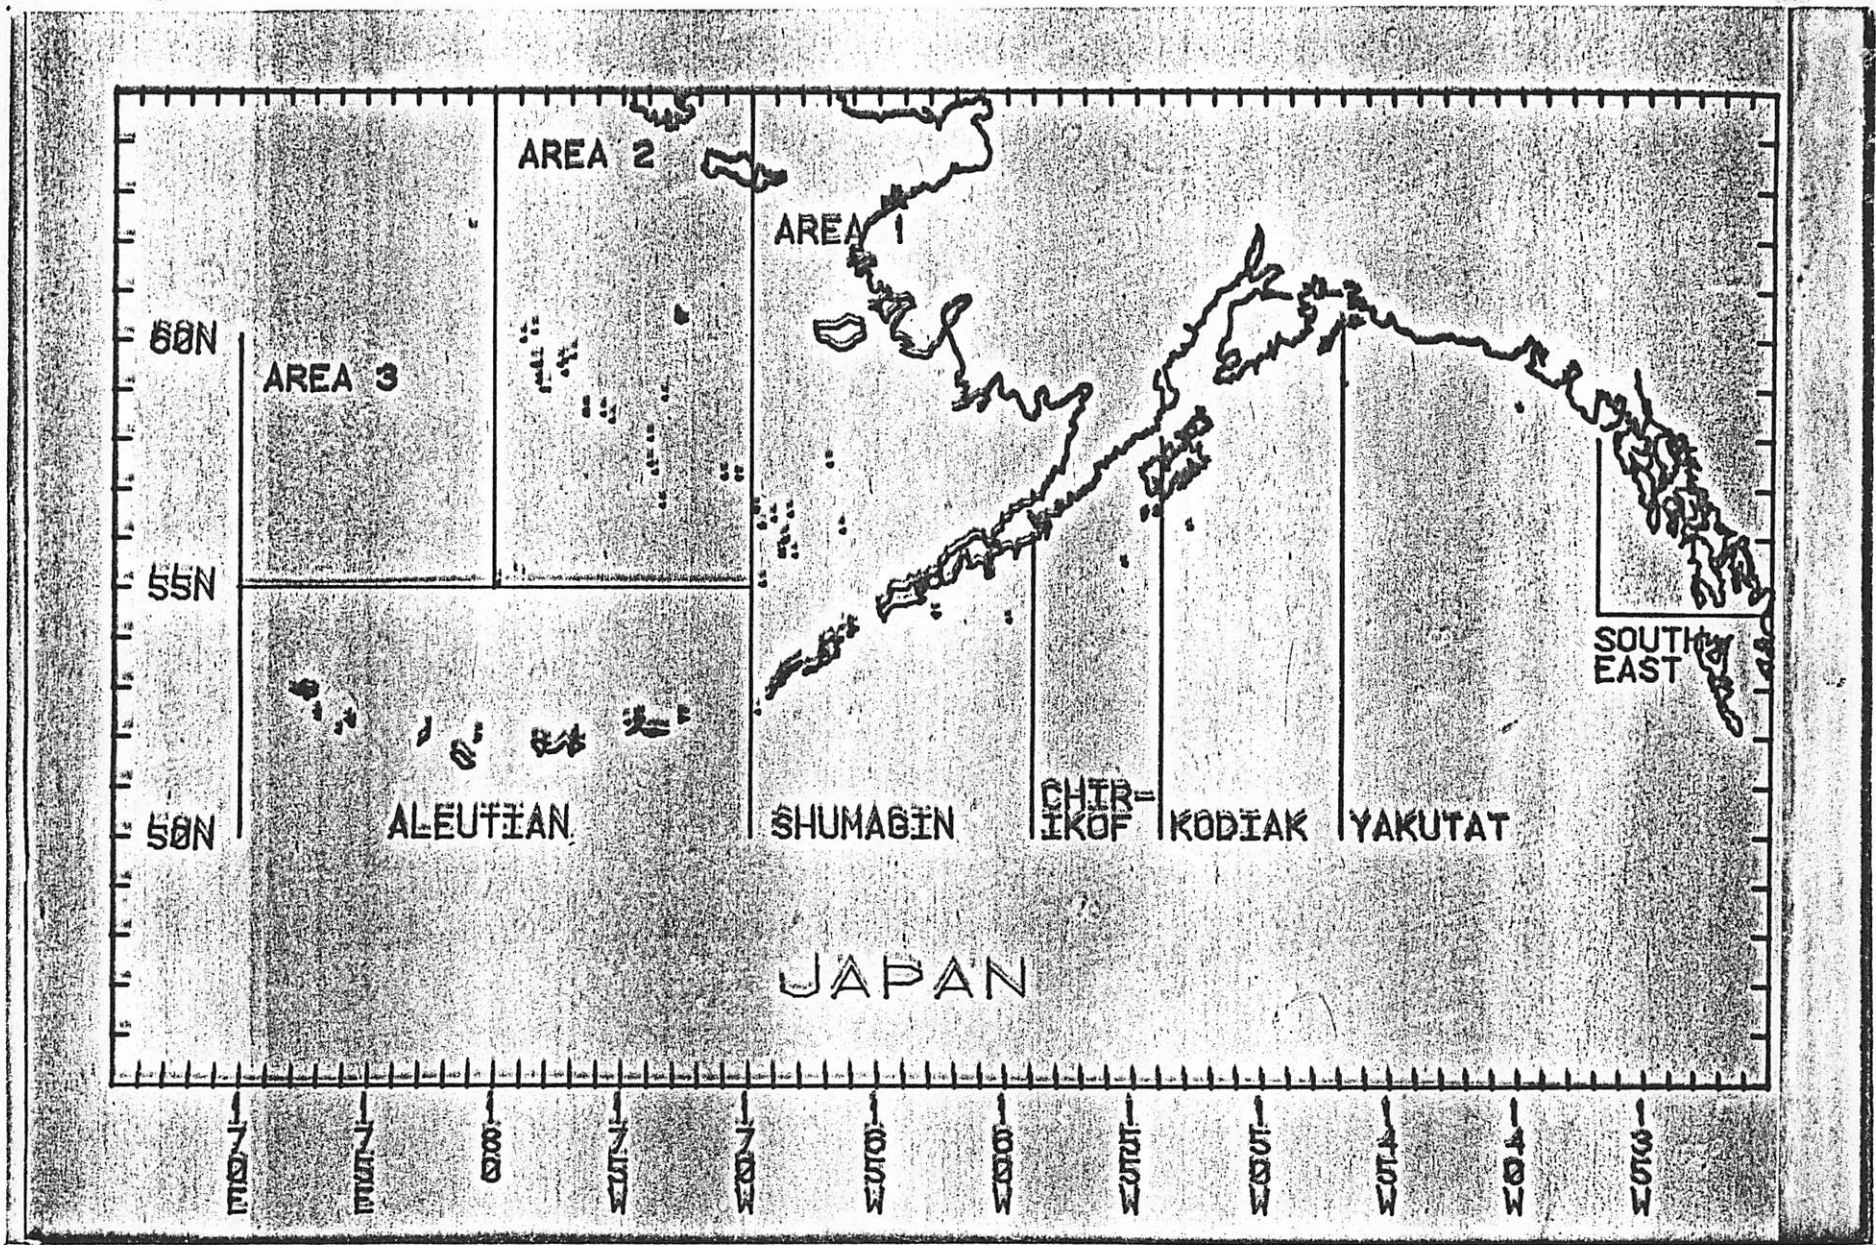 AREA 2
AREA 1
60N
AREA 3
55N
SOUTH
EAST
CHIR-
IKOF
50N
ALEUTIAN
SHUMAGIN
KODIAK
YAKUTAT
JAPAN
170E
175E
180
175W
170W
165W
160W
155W
150W
145W
140W
135W